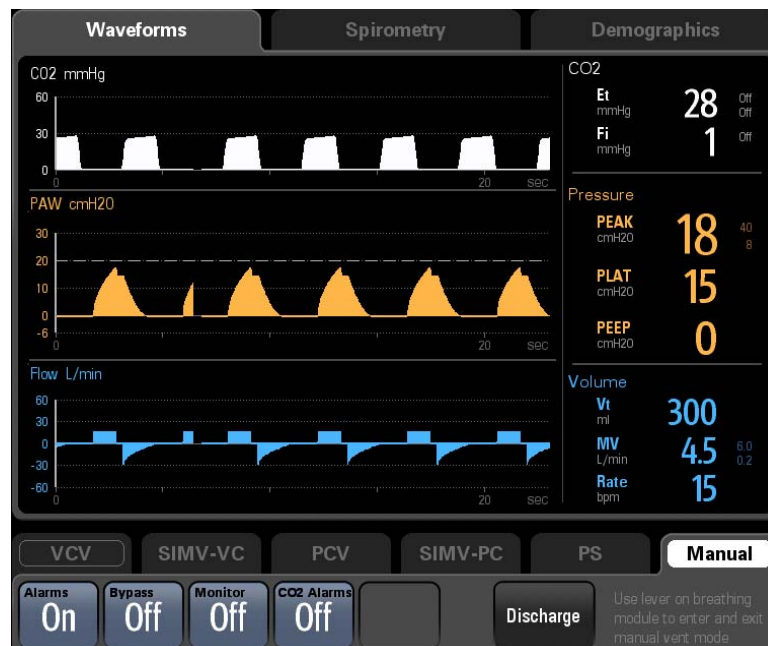 Waveforms Spirometry Demographics
CO2 mmHg
60
30
0
0 20 sec
PAW cmH2O
30
20
10
0
-6
0 20 sec
Flow L/min
60
30
0
-30
-60
0 20 sec
CO2
Et 28 Off
mmHg Off
Fi 1 Off
mmHg
Pressure
PEAK 18 40
cmH2O 8
PLAT 15
cmH2O
PEEP 0
cmH2O
Volume
Vt 300
ml
MV 4.5 6.0
L/min 0.2
Rate 15
bpm
VCV SIMV-VC PCV SIMV-PC PS Manual
Alarms Bypass Monitor CO2 Alarms
On Off Off Off Discharge
Use lever on breathing
module to enter and exit
manual vent mode